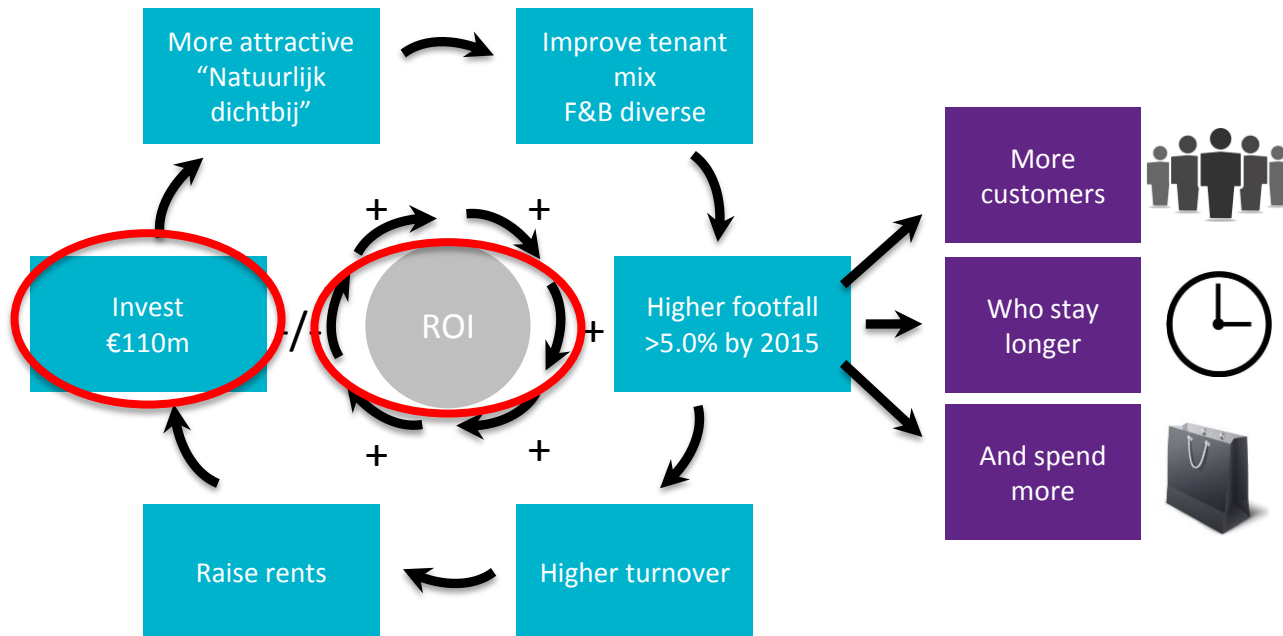 More attractive
“Natuurlijk
dichtbij”
Improve tenant
mix
F&B diverse
More
customers
+
+
Invest
€110m
-/-
ROI
+
Higher footfall
>5.0% by 2015
Who stay
longer
+
+
And spend
more
Raise rents
Higher turnover